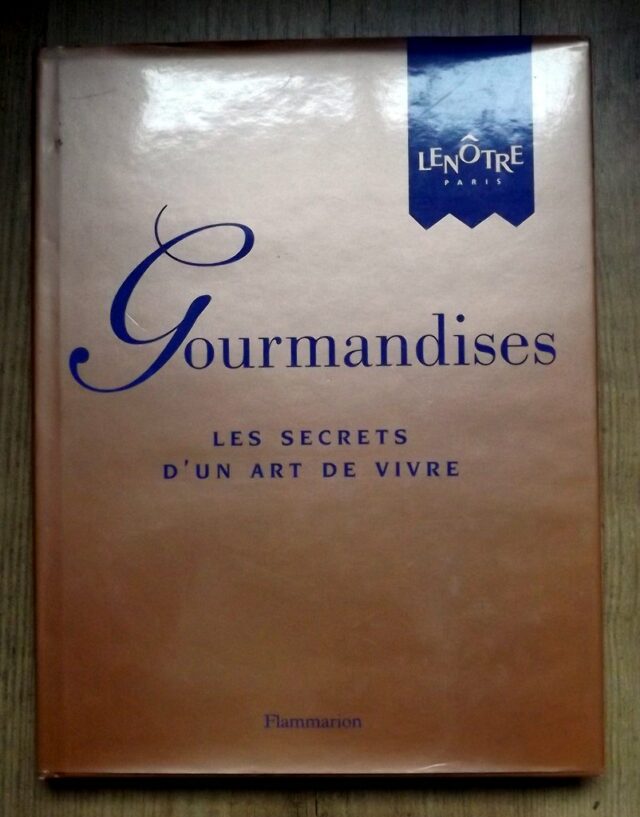 LENÔTRE
PARIS
Gourmandises
LES SECRETS
D'UN ART DE VIVRE
Flammarion